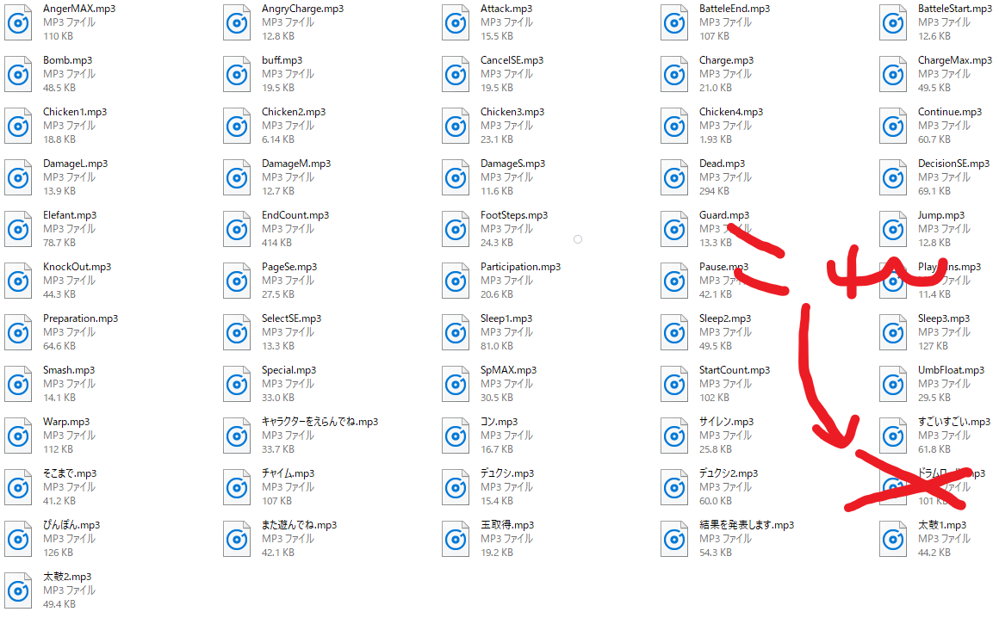 AngerMAX.mp3
MP3 ファイル
110 KB
AngryCharge.mp3
MP3 ファイル
12.8 KB
Attack.mp3
MP3 ファイル
15.5 KB
BatteleEnd.mp3
MP3 ファイル
107 KB
BatteleStart.mp3
MP3 ファイル
12.6 KB
Bomb.mp3
MP3 ファイル
48.5 KB
buff.mp3
MP3 ファイル
19.5 KB
CancelSE.mp3
MP3 ファイル
19.5 KB
Charge.mp3
MP3 ファイル
21.0 KB
ChargeMax.mp3
MP3 ファイル
49.5 KB
Chicken1.mp3
MP3 ファイル
18.8 KB
Chicken2.mp3
MP3 ファイル
6.14 KB
Chicken3.mp3
MP3 ファイル
23.1 KB
Chicken4.mp3
MP3 ファイル
1.93 KB
Continue.mp3
MP3 ファイル
60.7 KB
DamageL.mp3
MP3 ファイル
13.9 KB
DamageM.mp3
MP3 ファイル
12.7 KB
DamageS.mp3
MP3 ファイル
11.6 KB
Dead.mp3
MP3 ファイル
294 KB
DecisionSE.mp3
MP3 ファイル
69.1 KB
Elefant.mp3
MP3 ファイル
78.7 KB
EndCount.mp3
MP3 ファイル
414 KB
FootSteps.mp3
MP3 ファイル
24.3 KB
Guard.mp3
MP3 ファイル
13.3 KB
Jump.mp3
MP3 ファイル
12.8 KB
KnockOut.mp3
MP3 ファイル
44.3 KB
PageSe.mp3
MP3 ファイル
27.5 KB
Participation.mp3
MP3 ファイル
20.6 KB
Pause.mp3
MP3 ファイル
42.1 KB
MP3 ファイル
11.4 KB
Preparation.mp3
MP3 ファイル
64.6 KB
SelectSE.mp3
MP3 ファイル
13.3 KB
Sleep1.mp3
MP3 ファイル
81.0 KB
Sleep2.mp3
MP3 ファイル
49.5 KB
Sleep3.mp3
MP3 ファイル
127 KB
Smash.mp3
MP3 ファイル
14.1 KB
Special.mp3
MP3 ファイル
33.0 KB
SpMAX.mp3
MP3 ファイル
30.5 KB
StartCount.mp3
MP3 ファイル
102 KB
UmbFloat.mp3
MP3 ファイル
29.5 KB
Warp.mp3
MP3 ファイル
112 KB
キャラクターをえらんでね.mp3
MP3 ファイル
33.7 KB
コン.mp3
MP3 ファイル
16.7 KB
サイレン.mp3
MP3 ファイル
25.8 KB
すごいすごい.mp3
MP3 ファイル
61.8 KB
そこまで.mp3
MP3 ファイル
41.2 KB
チャイム.mp3
MP3 ファイル
107 KB
デュクシ.mp3
MP3 ファイル
15.4 KB
デュクシ2.mp3
MP3 ファイル
60.0 KB
ドラムロール.mp3
MP3 ファイル
101 KB
ぴんぽん.mp3
MP3 ファイル
126 KB
また遊んでね.mp3
MP3 ファイル
42.1 KB
玉取得.mp3
MP3 ファイル
19.2 KB
結果を発表します.mp3
MP3 ファイル
54.3 KB
太鼓1.mp3
MP3 ファイル
44.2 KB
太鼓2.mp3
MP3 ファイル
49.4 KB